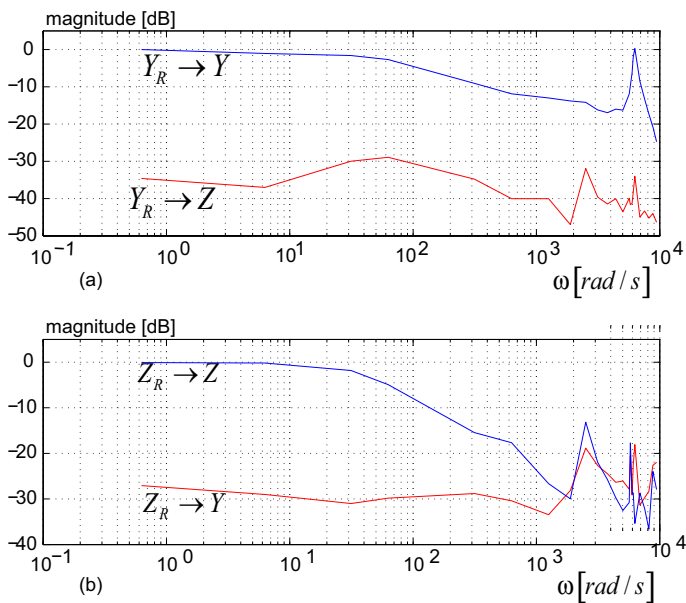 magnitude [dB]
0
Y_R → Y
−10
−20
−30
−40
Y_R → Z
−50
10^−1 10^0 10^1 10^2 10^3 10^4
(a) ω[rad / s]
magnitude [dB]
0
Z_R → Z
−10
−20
−30
Z_R → Y
−40
10^−1 10^0 10^1 10^2 10^3 10^4
(b) ω[rad / s]